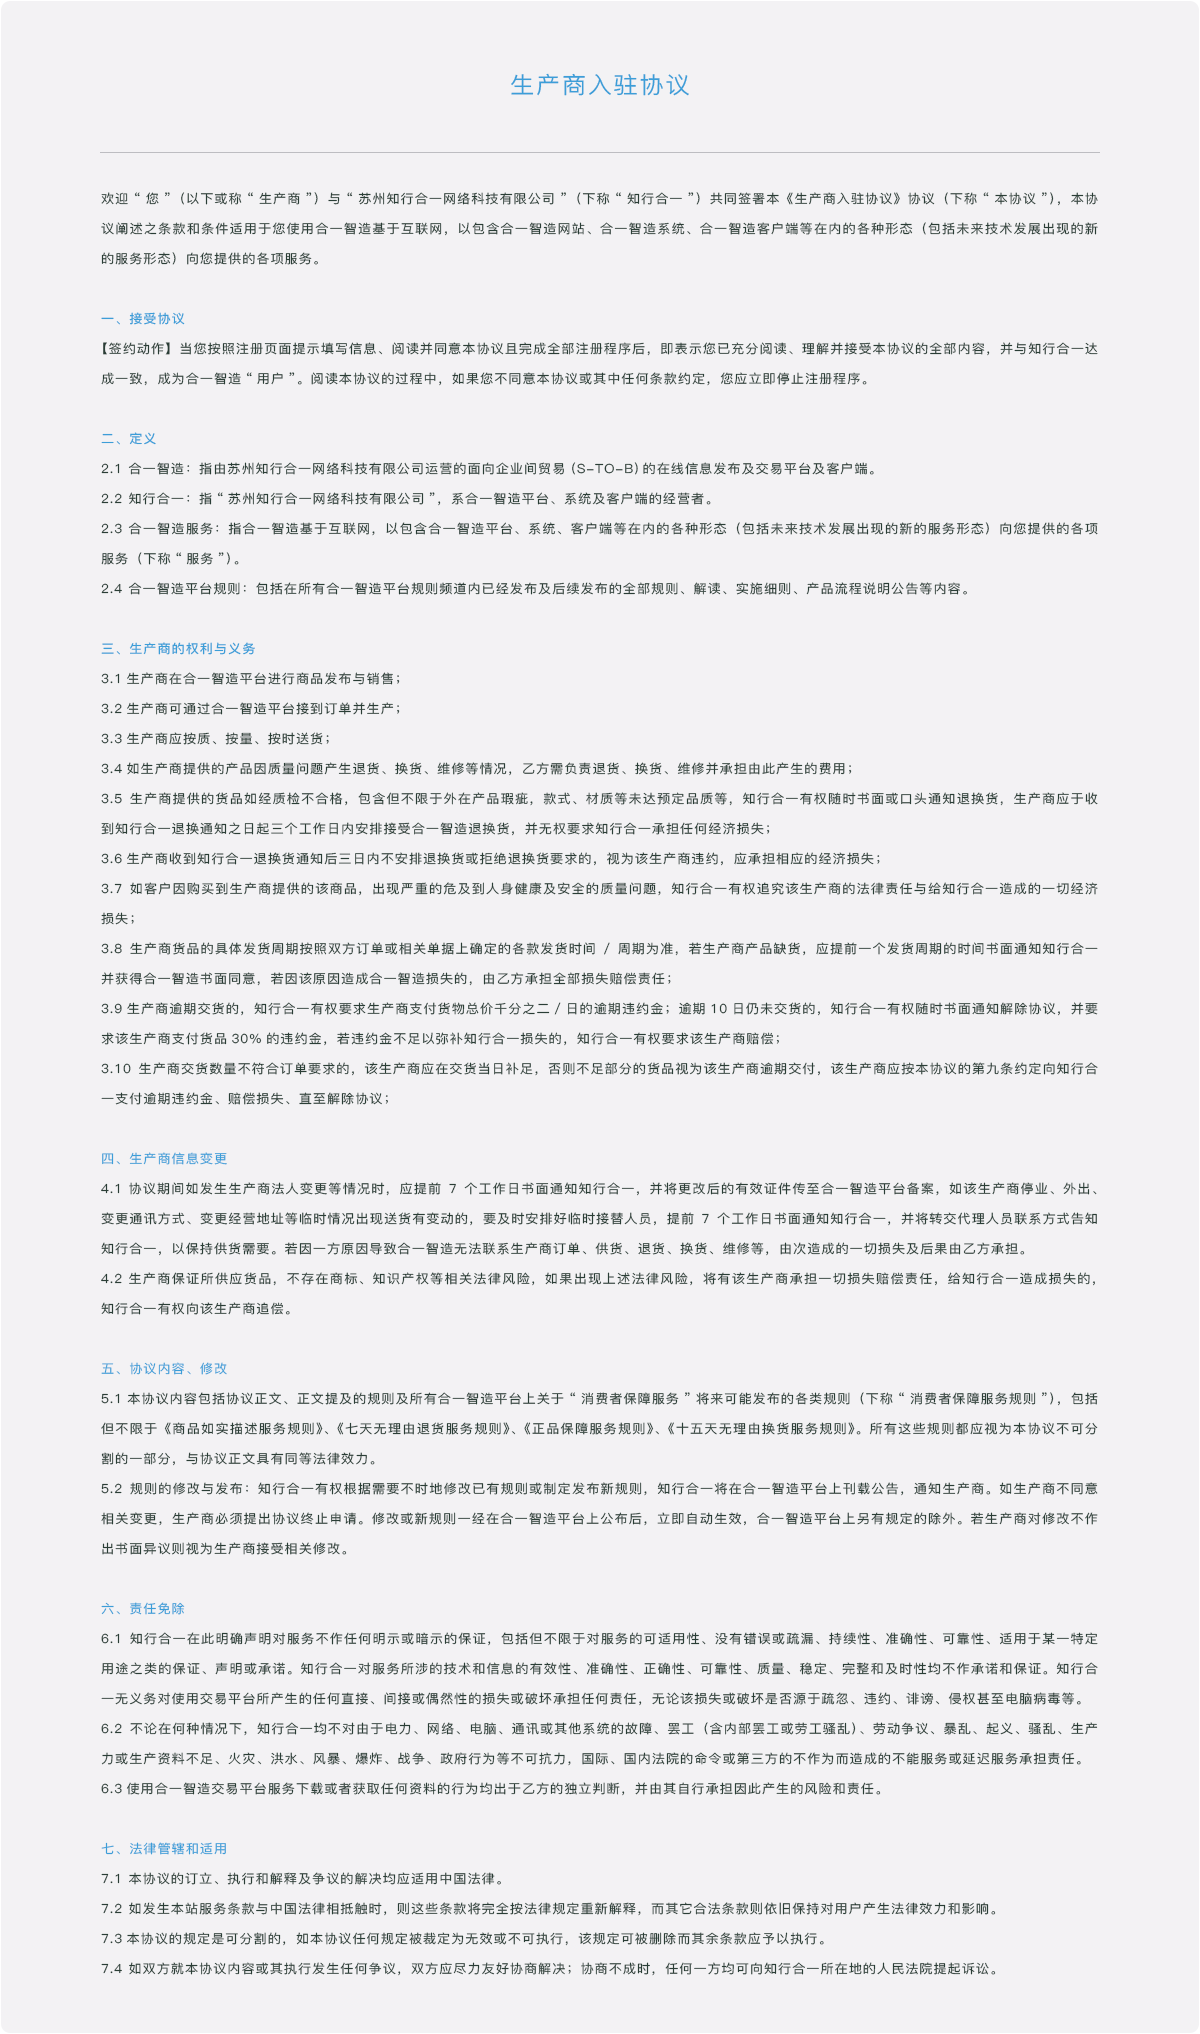 生产商入驻协议
欢迎“您”（以下或称“生产商”）与“苏州知行合一网络科技有限公司”（下称“知行合一”）共同签署本《生产商入驻协议》协议（下称“本协议”），本协
议阐述之条款和条件适用于您使用合一智造基于互联网，以包含合一智造网站、合一智造系统、合一智造客户端等在内的各种形态（包括未来技术发展出现的新
的服务形态）向您提供的各项服务。
一、接受协议
【签约动作】当您按照注册页面提示填写信息、阅读并同意本协议且完成全部注册程序后，即表示您已充分阅读、理解并接受本协议的全部内容，并与知行合一达
成一致，成为合一智造“用户”。阅读本协议的过程中，如果您不同意本协议或其中任何条款约定，您应立即停止注册程序。
二、定义
2.1 合一智造：指由苏州知行合一网络科技有限公司运营的面向企业间贸易(S-TO-B)的在线信息发布及交易平台及客户端。
2.2 知行合一：指“苏州知行合一网络科技有限公司”，系合一智造平台、系统及客户端的经营者。
2.3 合一智造服务：指合一智造基于互联网，以包含合一智造平台、系统、客户端等在内的各种形态（包括未来技术发展出现的新的服务形态）向您提供的各项
服务（下称“服务”）。
2.4 合一智造平台规则：包括在所有合一智造平台规则频道内已经发布及后续发布的全部规则、解读、实施细则、产品流程说明公告等内容。
三、生产商的权利与义务
3.1 生产商在合一智造平台进行商品发布与销售；
3.2 生产商可通过合一智造平台接到订单并生产；
3.3 生产商应按质、按量、按时送货；
3.4 如生产商提供的产品因质量问题产生退货、换货、维修等情况，乙方需负责退货、换货、维修并承担由此产生的费用；
3.5 生产商提供的货品如经质检不合格，包含但不限于外在产品瑕疵，款式、材质等未达预定品质等，知行合一有权随时书面或口头通知退换货，生产商应于收
到知行合一退换通知之日起三个工作日内安排接受合一智造退换货，并无权要求知行合一承担任何经济损失；
3.6 生产商收到知行合一退换货通知后三日内不安排退换货或拒绝退换货要求的，视为该生产商违约，应承担相应的经济损失；
3.7 如客户因购买到生产商提供的该商品，出现严重的危及到人身健康及安全的质量问题，知行合一有权追究该生产商的法律责任与给知行合一造成的一切经济
损失；
3.8 生产商货品的具体发货周期按照双方订单或相关单据上确定的各款发货时间 / 周期为准，若生产商产品缺货，应提前一个发货周期的时间书面通知知行合一
并获得合一智造书面同意，若因该原因造成合一智造损失的，由乙方承担全部损失赔偿责任；
3.9 生产商逾期交货的，知行合一有权要求生产商支付货物总价千分之二 / 日的逾期违约金；逾期 10 日仍未交货的，知行合一有权随时书面通知解除协议，并要
求该生产商支付货品 30% 的违约金，若违约金不足以弥补知行合一损失的，知行合一有权要求该生产商赔偿；
3.10 生产商交货数量不符合订单要求的，该生产商应在交货当日补足，否则不足部分的货品视为该生产商逾期交付，该生产商应按本协议的第九条约定向知行合
一支付逾期违约金、赔偿损失、直至解除协议；
四、生产商信息变更
4.1 协议期间如发生生产商法人变更等情况时，应提前 7 个工作日书面通知知行合一，并将更改后的有效证件传至合一智造平台备案，如该生产商停业、外出、
变更通讯方式、变更经营地址等临时情况出现送货有变动的，要及时安排好临时接替人员，提前 7 个工作日书面通知知行合一，并将转交代理人员联系方式告知
知行合一，以保持供货需要。若因一方原因导致合一智造无法联系生产商订单、供货、退货、换货、维修等，由次造成的一切损失及后果由乙方承担。
4.2 生产商保证所供应货品，不存在商标、知识产权等相关法律风险，如果出现上述法律风险，将有该生产商承担一切损失赔偿责任，给知行合一造成损失的，
知行合一有权向该生产商追偿。
五、协议内容、修改
5.1 本协议内容包括协议正文、正文提及的规则及所有合一智造平台上关于“消费者保障服务”将来可能发布的各类规则（下称“消费者保障服务规则”），包括
但不限于《商品如实描述服务规则》、《七天无理由退货服务规则》、《正品保障服务规则》、《十五天无理由换货服务规则》。所有这些规则都应视为本协议不可分
割的一部分，与协议正文具有同等法律效力。
5.2 规则的修改与发布：知行合一有权根据需要不时地修改已有规则或制定发布新规则，知行合一将在合一智造平台上刊载公告，通知生产商。如生产商不同意
相关变更，生产商必须提出协议终止申请。修改或新规则一经在合一智造平台上公布后，立即自动生效，合一智造平台上另有规定的除外。若生产商对修改不作
出书面异议则视为生产商接受相关修改。
六、责任免除
6.1 知行合一在此明确声明对服务不作任何明示或暗示的保证，包括但不限于对服务的可适用性、没有错误或疏漏、持续性、准确性、可靠性、适用于某一特定
用途之类的保证、声明或承诺。知行合一对服务所涉的技术和信息的有效性、准确性、正确性、可靠性、质量、稳定、完整和及时性均不作承诺和保证。知行合
一无义务对使用交易平台所产生的任何直接、间接或偶然性的损失或破坏承担任何责任，无论该损失或破坏是否源于疏忽、违约、诽谤、侵权甚至电脑病毒等。
6.2 不论在何种情况下，知行合一均不对由于电力、网络、电脑、通讯或其他系统的故障、罢工（含内部罢工或劳工骚乱）、劳动争议、暴乱、起义、骚乱、生产
力或生产资料不足、火灾、洪水、风暴、爆炸、战争、政府行为等不可抗力，国际、国内法院的命令或第三方的不作为而造成的不能服务或延迟服务承担责任。
6.3 使用合一智造交易平台服务下载或者获取任何资料的行为均出于乙方的独立判断，并由其自行承担因此产生的风险和责任。
七、法律管辖和适用
7.1 本协议的订立、执行和解释及争议的解决均应适用中国法律。
7.2 如发生本站服务条款与中国法律相抵触时，则这些条款将完全按法律规定重新解释，而其它合法条款则依旧保持对用户产生法律效力和影响。
7.3 本协议的规定是可分割的，如本协议任何规定被裁定为无效或不可执行，该规定可被删除而其余条款应予以执行。
7.4 如双方就本协议内容或其执行发生任何争议，双方应尽力友好协商解决；协商不成时，任何一方均可向知行合一所在地的人民法院提起诉讼。